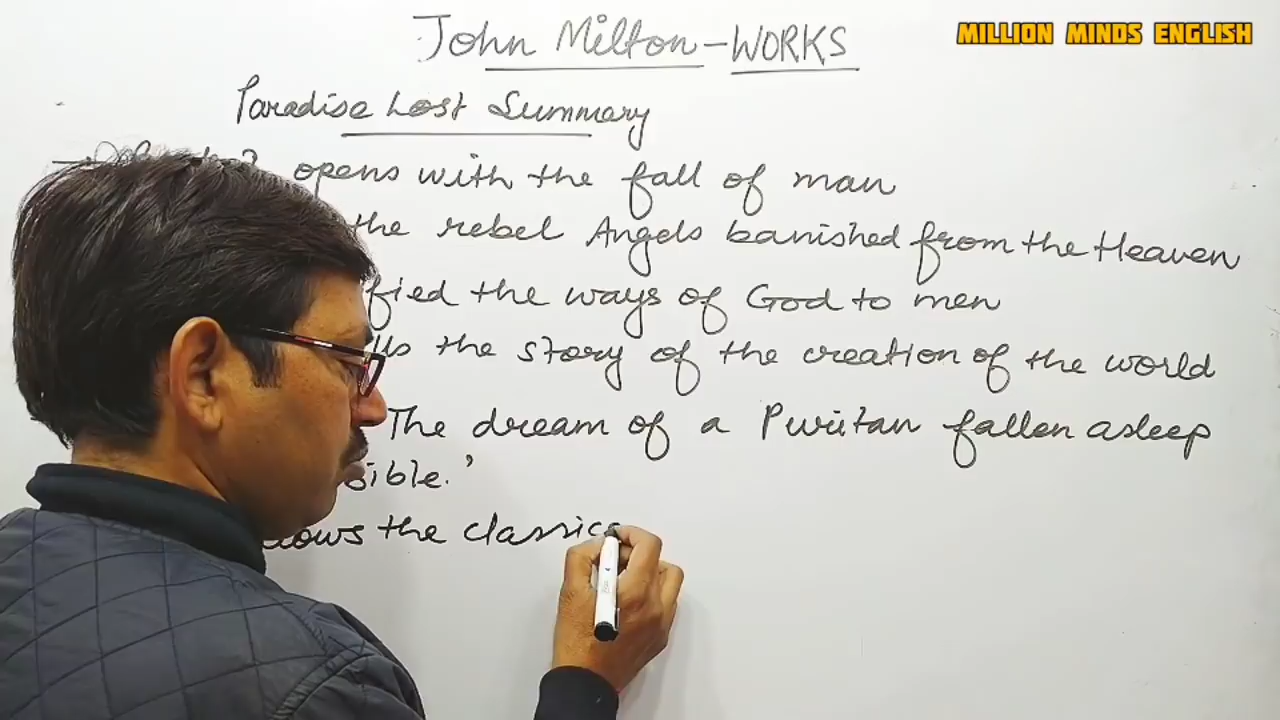 MILLION MINDS ENGLISH
John Milton - WORKS
Paradise Lost Summary
opens with the fall of man
the rebel Angels banished from the Heaven
fied the ways of God to men
the story of the creation of the world
The dream of a Puritan fallen asleep
ible.'
lows the classic